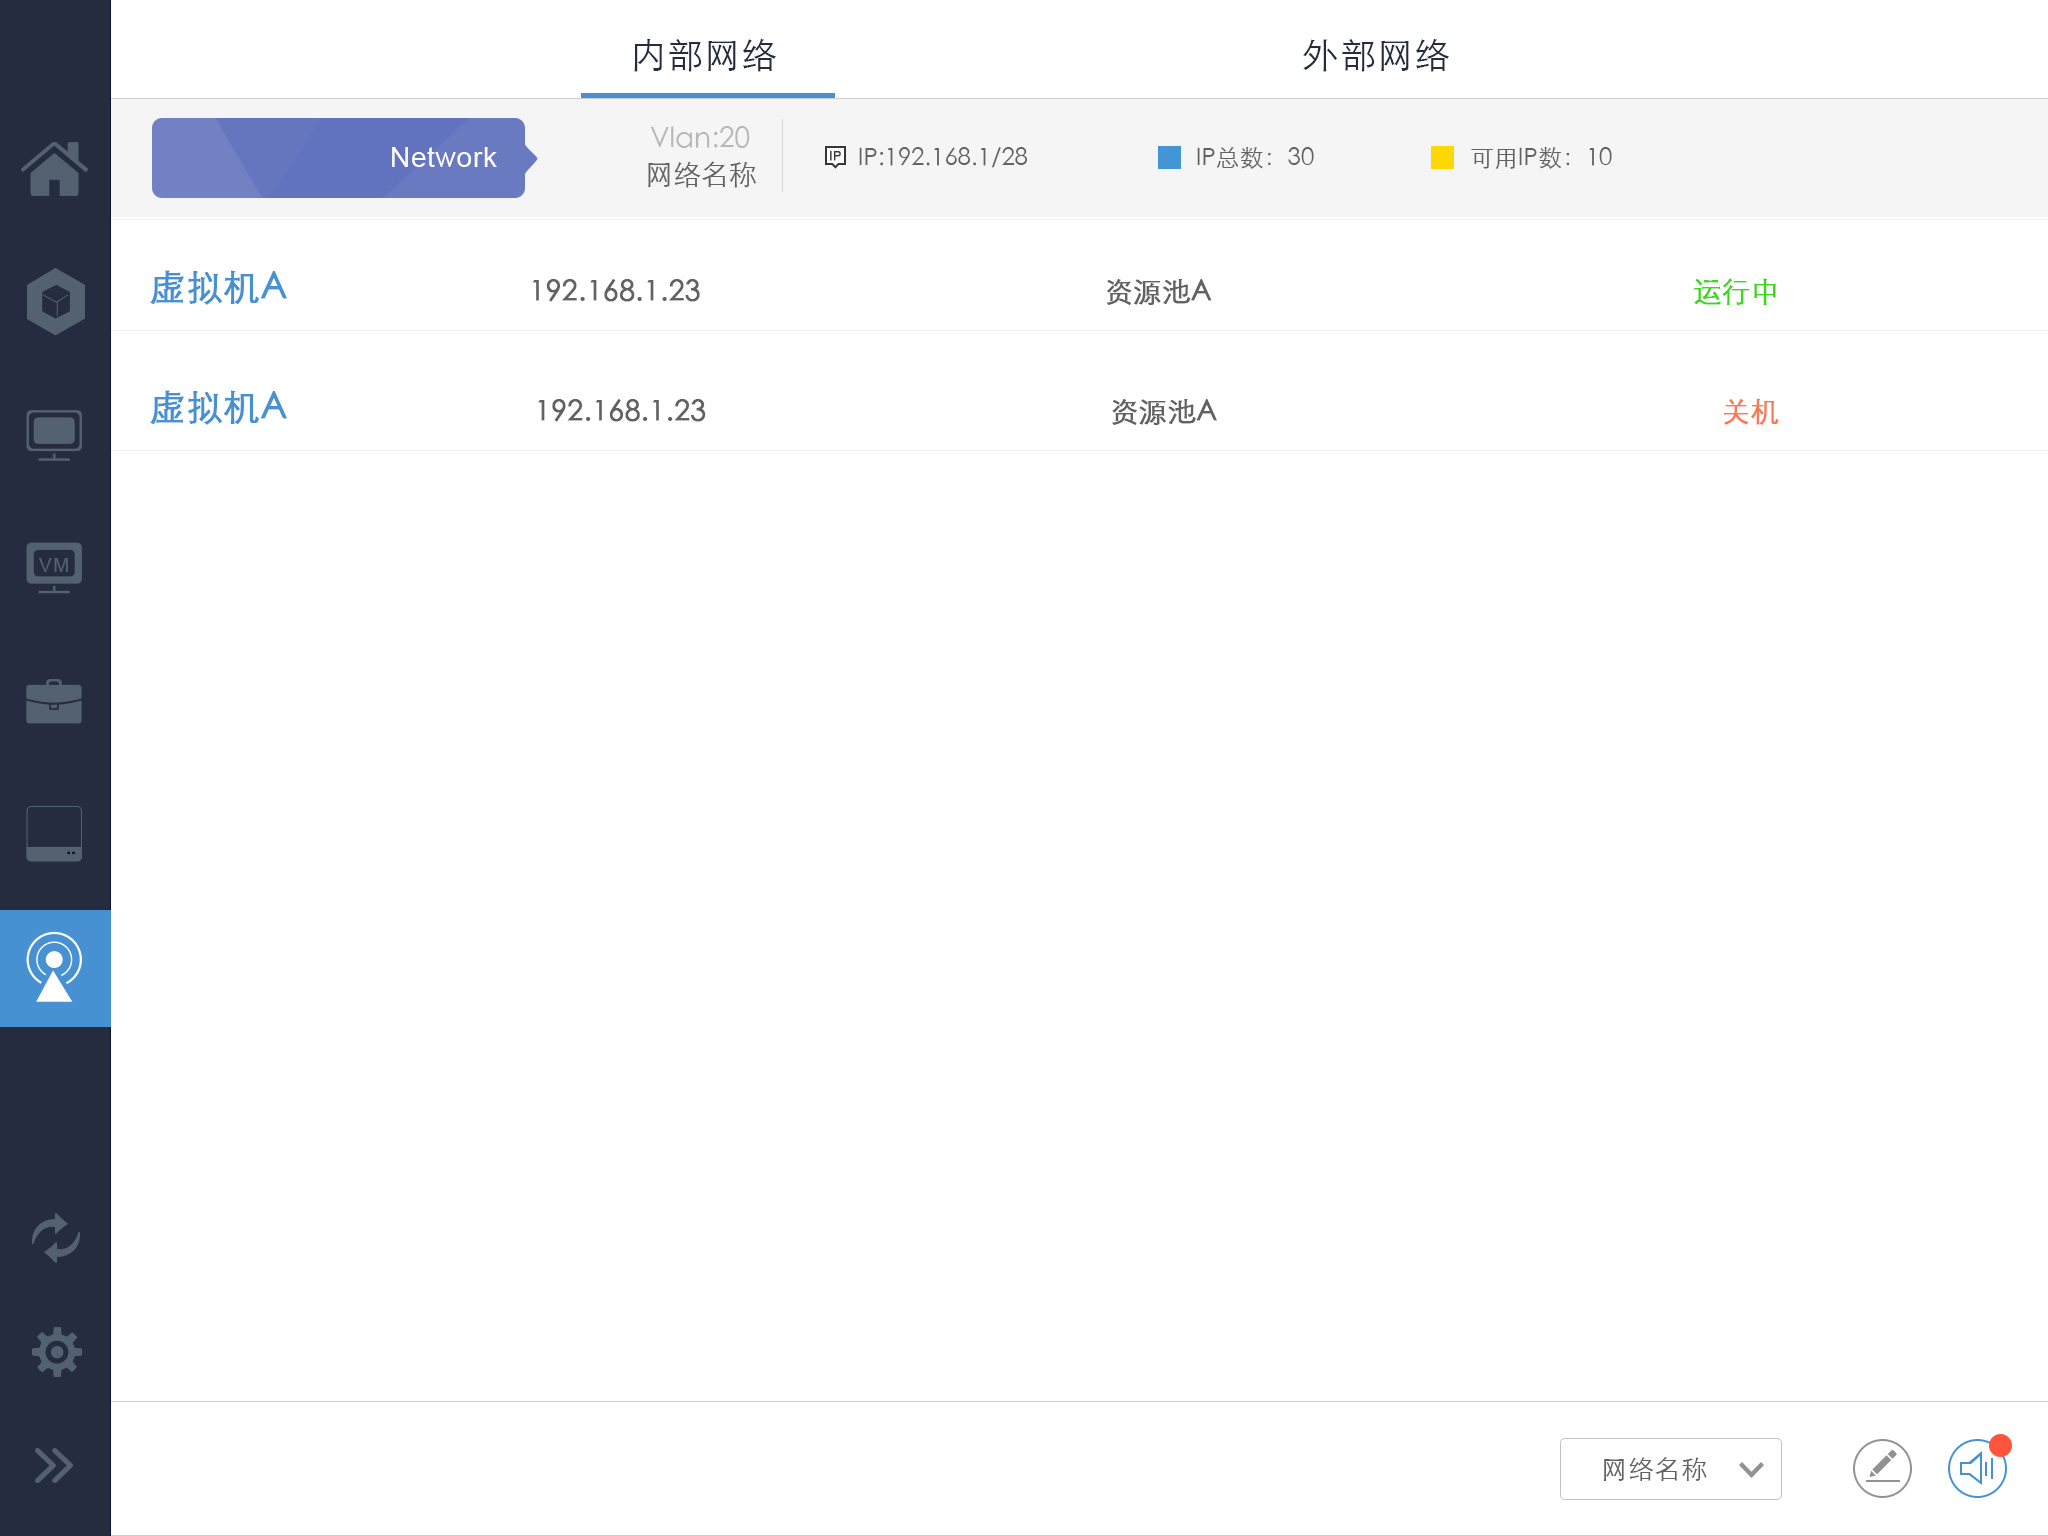 内部网络 外部网络
Network
Vlan:20
网络名称
IP IP:192.168.1/28 IP总数：30 可用IP数：10
虚拟机A 192.168.1.23 资源池A 运行中
虚拟机A 192.168.1.23 资源池A 关机
VM
网络名称